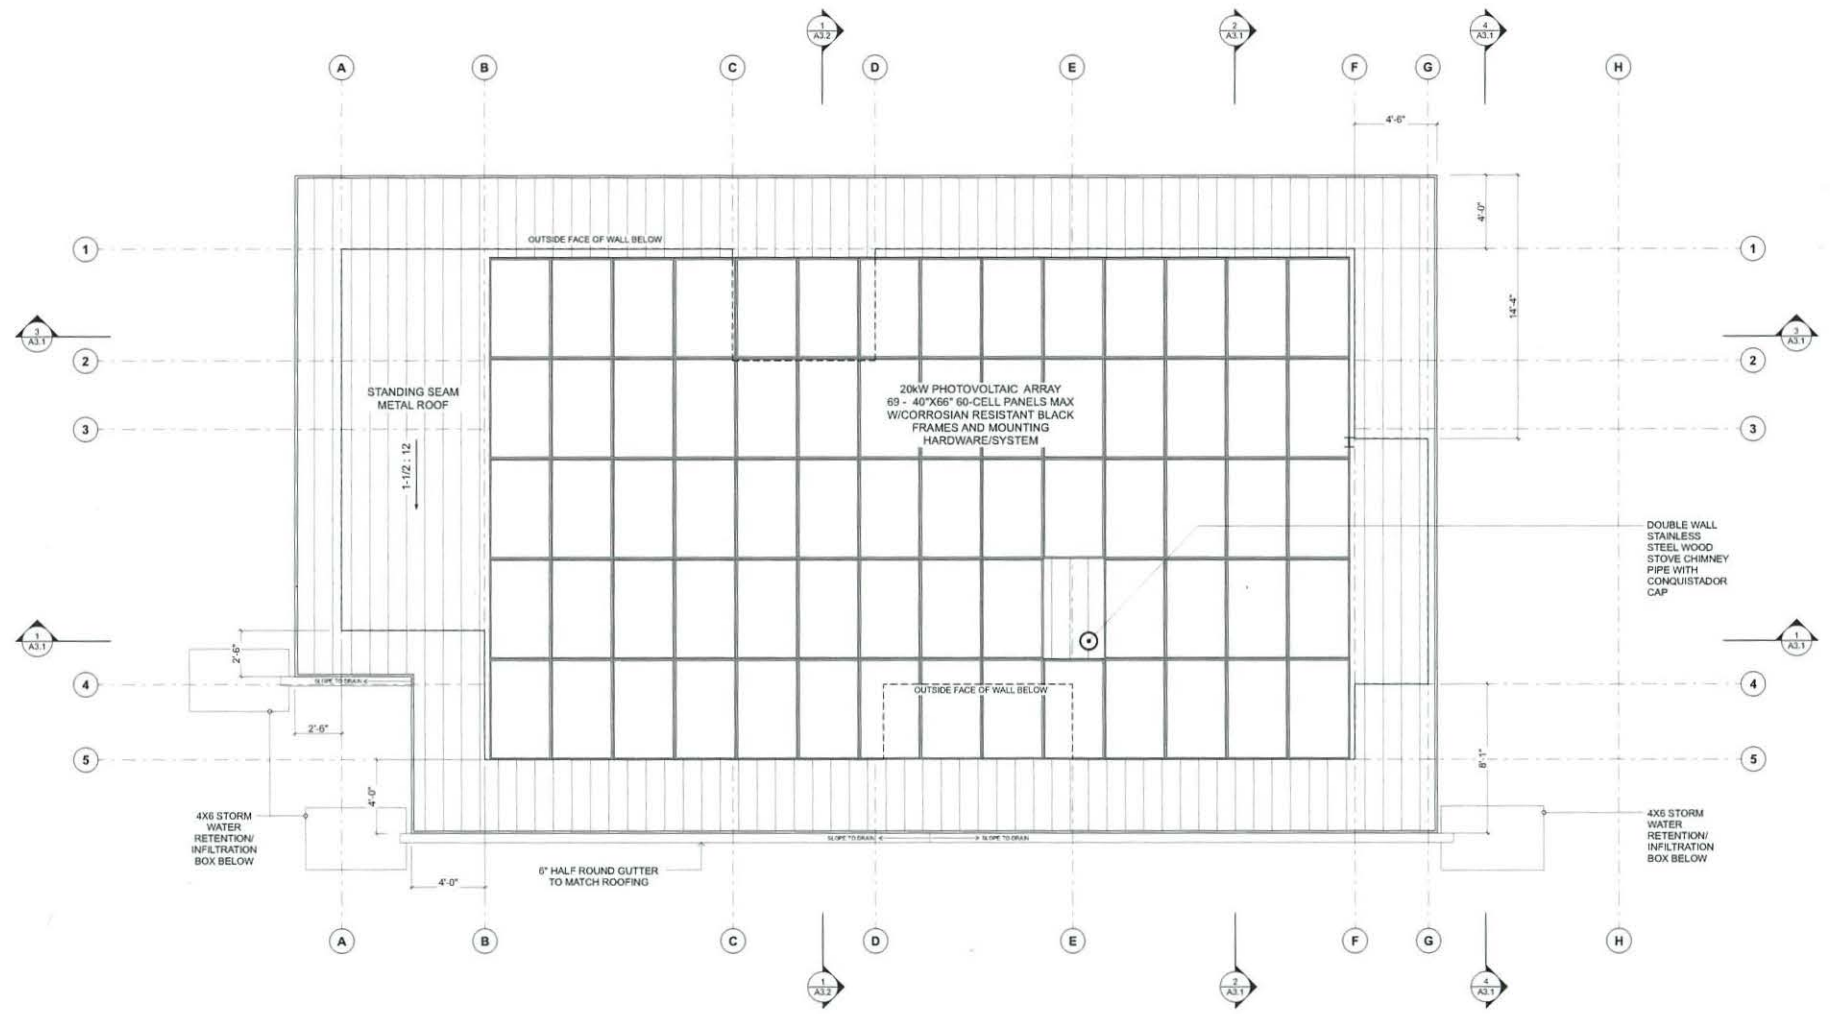 1
A3.2
2
A3.1
4
A3.1
A
B
C
D
E
F
G
H
4'-6"
4'-0"
14'-4"
1
OUTSIDE FACE OF WALL BELOW
1
3
A3.1
3
A3.1
2
2
STANDING SEAM
METAL ROOF
1-1/2 : 12
20kW PHOTOVOLTAIC ARRAY
69 - 40"X66" 60-CELL PANELS MAX
W/CORROSIAN RESISTANT BLACK
FRAMES AND MOUNTING
HARDWARE/SYSTEM
3
3
DOUBLE WALL
STAINLESS
STEEL WOOD
STOVE CHIMNEY
PIPE WITH
CONQUISTADOR
CAP
1
A3.1
1
A3.1
2'-6"
4
SLOPE TO DRAIN
OUTSIDE FACE OF WALL BELOW
4
2'-6"
5
5
8'-1"
4'-0"
4X6 STORM
WATER
RETENTION/
INFILTRATION
BOX BELOW
SLOPE TO DRAIN
SLOPE TO DRAIN
4X6 STORM
WATER
RETENTION/
INFILTRATION
BOX BELOW
4'-0"
6" HALF ROUND GUTTER
TO MATCH ROOFING
A
B
C
D
E
F
G
H
1
A3.2
2
A3.1
4
A3.1